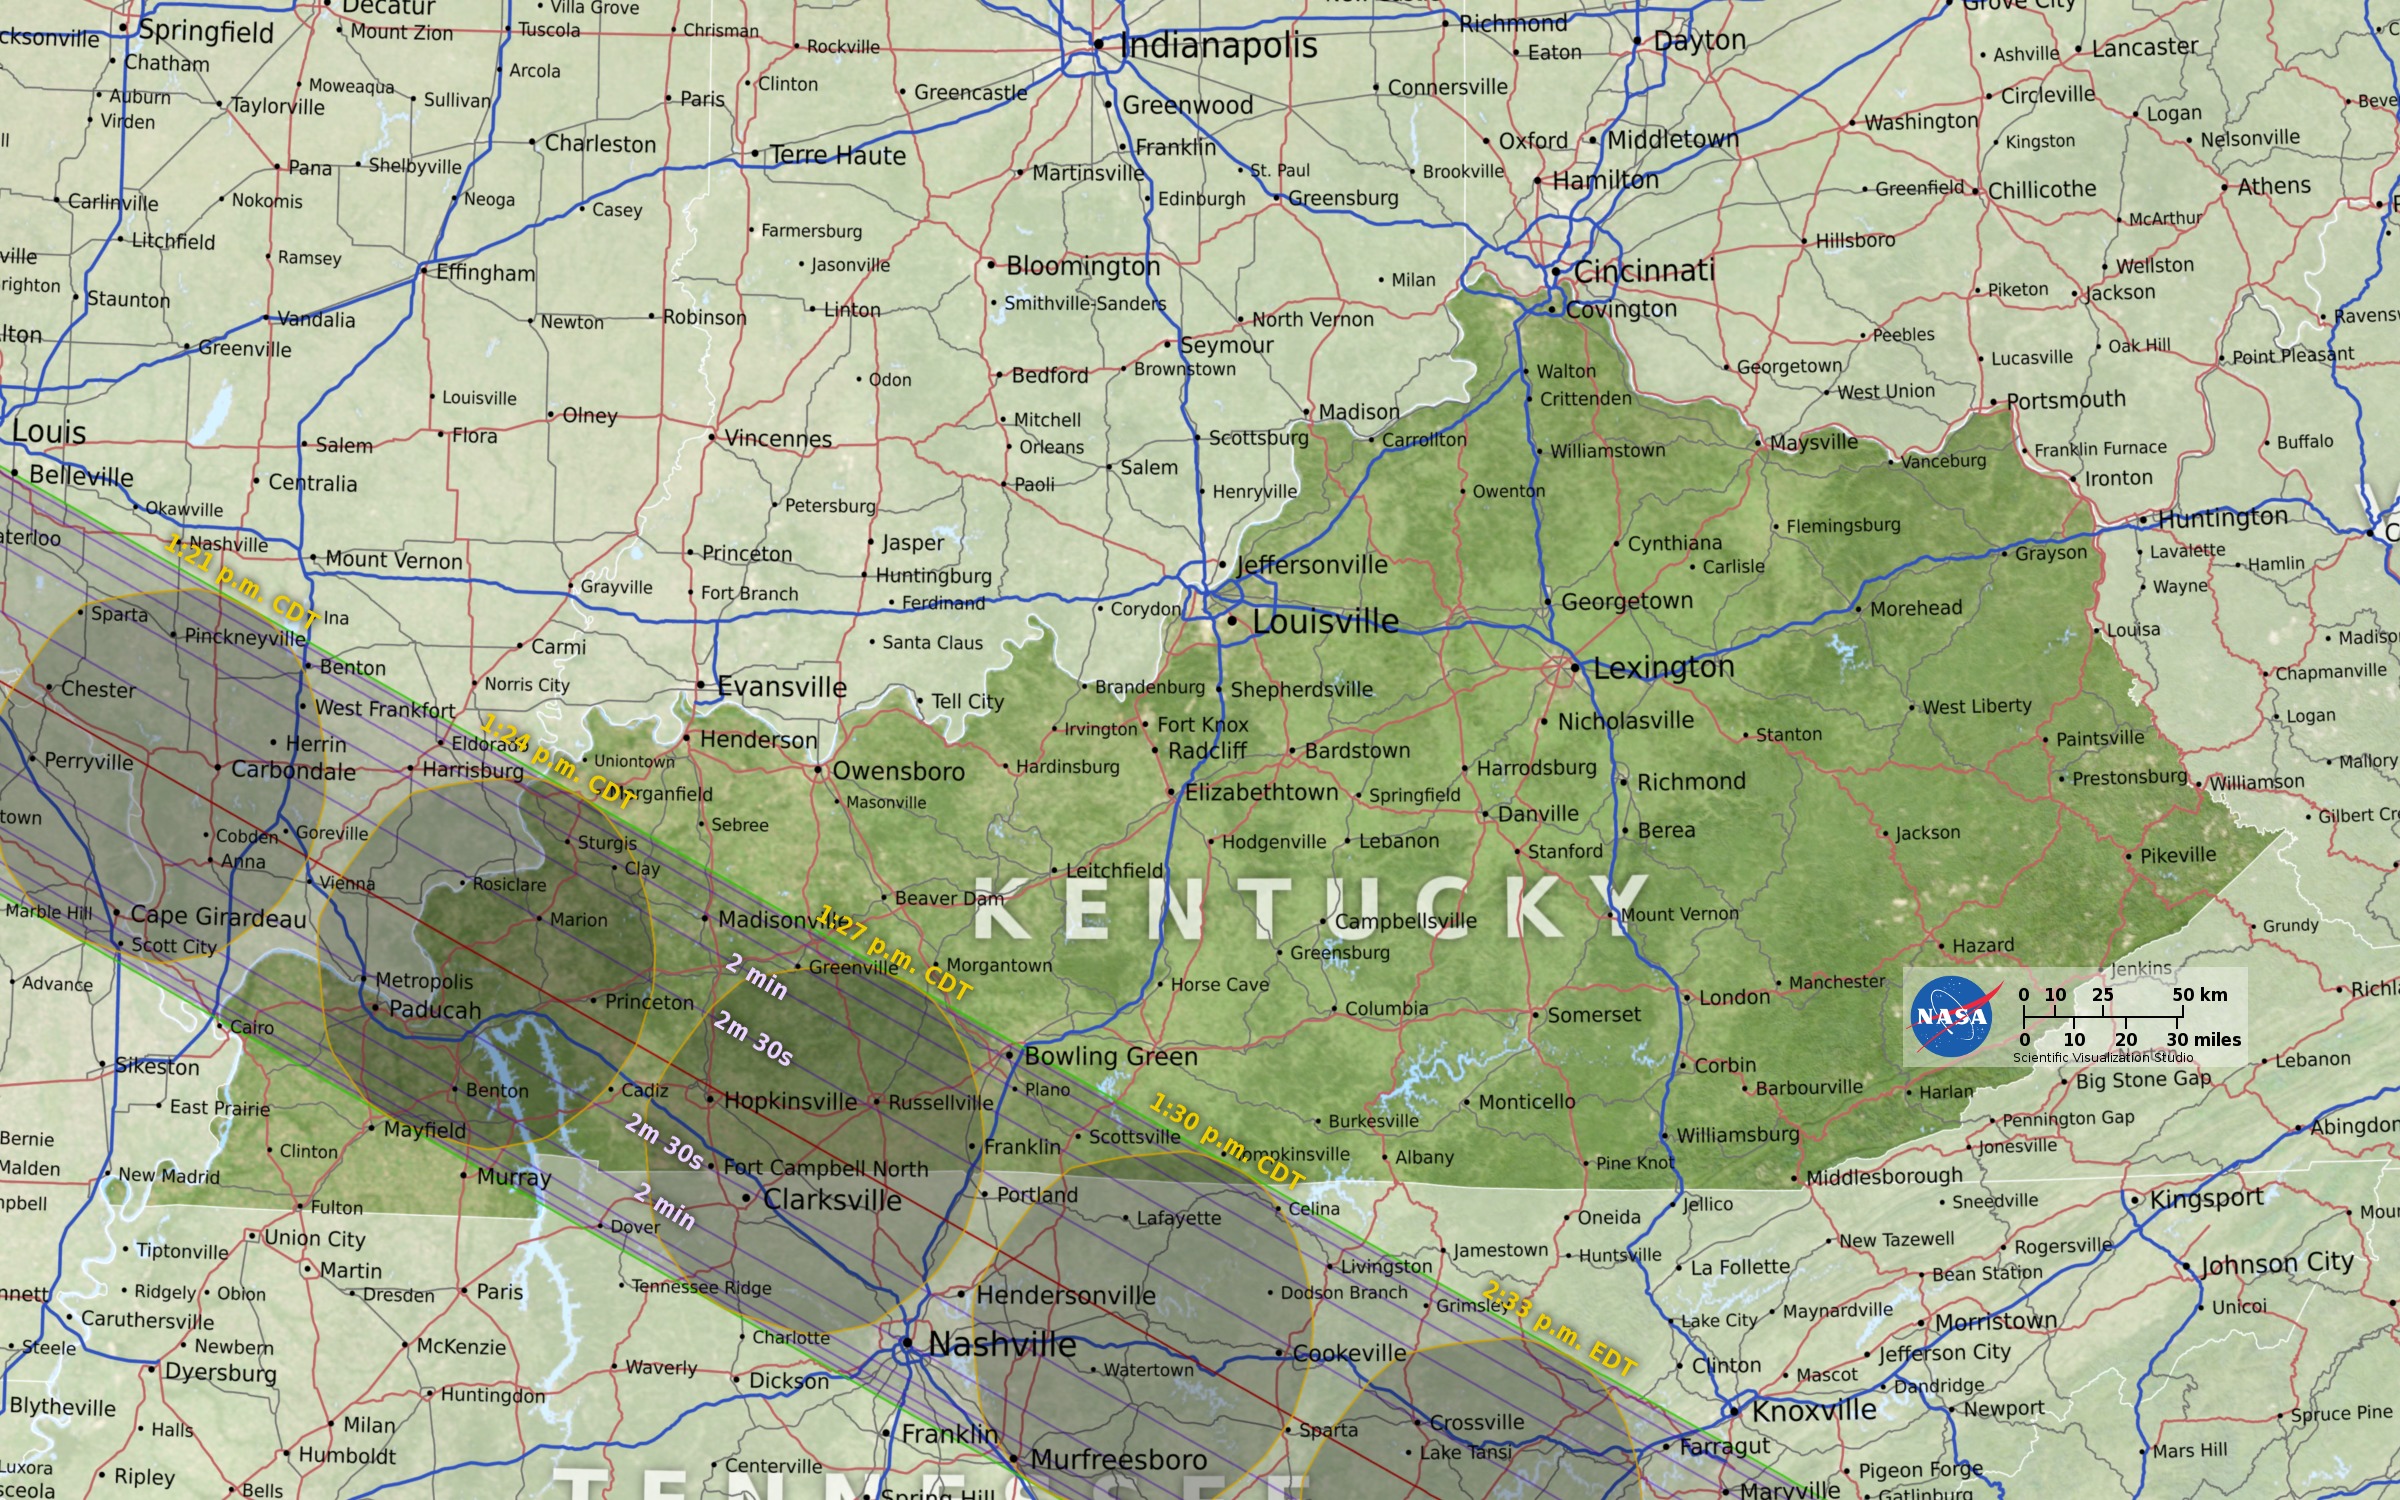 Decatur
Villa Grove
Grove City
cksonville
Springfield
Mount Zion
Tuscola
Chrisman
Rockville
Indianapolis
Richmond
Eaton
Dayton
Ashville
Lancaster
Chatham
Arcola
Auburn
Moweaqua
Sullivan
Paris
Clinton
Greencastle
Greenwood
Connersville
Circleville
Taylorville
Virden
Washington
Logan
Charleston
Terre Haute
Franklin
Oxford
Middletown
Kingston
Nelsonville
Pana
Shelbyville
Martinsville
St. Paul
Brookville
Hamilton
Carlinville
Nokomis
Neoga
Casey
Edinburgh
Greensburg
Greenfield
Chillicothe
Athens
McArthur
Litchfield
Farmersburg
Hillsboro
ville
Ramsey
Effingham
Jasonville
Bloomington
Milan
Cincinnati
Wellston
righton
Staunton
Smithville-Sanders
Piketon
Jackson
Vandalia
Newton
Robinson
Linton
North Vernon
Covington
lton
Greenville
Seymour
Peebles
Oak Hill
Lucasville
Point Pleasant
Odon
Bedford
Brownstown
Walton
Georgetown
West Union
Louisville
Olney
Crittenden
Portsmouth
Mitchell
Madison
Louis
Salem
Flora
Vincennes
Orleans
Scottsburg
Carrollton
Williamstown
Maysville
Vanceburg
Franklin Furnace
Buffalo
Belleville
Centralia
Salem
Paoli
Henryville
Owenton
Ironton
Okawville
Petersburg
Flemingsburg
Huntington
aterloo
Nashville
1:21 p.m. CDT
Mount Vernon
Princeton
Jasper
Jeffersonville
Cynthiana
Carlisle
Grayson
Lavalette
Hamlin
Grayville
Fort Branch
Huntingburg
Ferdinand
Corydon
Louisville
Georgetown
Morehead
Wayne
Sparta
Pinckneyville
Ina
Carmi
Santa Claus
Louisa
Benton
Norris City
Evansville
Tell City
Brandenburg
Shepherdsville
Lexington
Chapmanville
Chester
West Frankfort
1:24 p.m. CDT
Irvington
Fort Knox
Nicholasville
Stanton
West Liberty
Logan
Herrin
Henderson
Radcliff
Bardstown
Paintsville
Perryville
Carbondale
Harrisburg
Uniontown
Owensboro
Hardinsburg
Harrodsburg
Richmond
Prestonsburg
Williamson
Mallory
Masonville
Elizabethtown
Springfield
Danville
town
Cobden
Goreville
Sturgis
Sebree
Hodgenville
Lebanon
Stanford
Berea
Jackson
Pikeville
Anna
Vienna
Rosiclare
Clay
Leitchfield
Beaver Dam
KENTUCKY
Marble Hill
Cape Girardeau
Marion
Madisonville
1:27 p.m. CDT
Campbellsville
Mount Vernon
Grundy
Scott City
2 min
Greenville
Morgantown
Greensburg
Hazard
Advance
Metropolis
Horse Cave
Manchester
Jenkins
Paducah
Princeton
2m 30s
Columbia
Somerset
London
NASA
0 10 25 50 km
0 10 20 30 miles
Scientific Visualization Studio
Cairo
Sikeston
Bowling Green
Corbin
Lebanon
Big Stone Gap
East Prairie
Benton
Cadiz
Hopkinsville
Russellville
Plano
1:30 p.m. CDT
Burkesville
Monticello
Barbourville
Harlan
Bernie
Mayfield
2m 30s
Franklin
Scottsville
Williamsburg
Pennington Gap
Abingdon
Malden
Clinton
Fort Campbell North
Albany
Pine Knot
Jonesville
New Madrid
Murray
2 min
Clarksville
Portland
Middlesborough
Kingsport
Fulton
Dover
Lafayette
Celina
Oneida
Jellico
Sneedville
Union City
Tiptonville
Jamestown
Huntsville
New Tazewell
Rogersville
Martin
Livingston
La Follette
Bean Station
Johnson City
Ridgely
Obion
Dresden
Paris
Tennessee Ridge
Hendersonville
Dodson Branch
Grimsley
2:33 p.m. EDT
Caruthersville
Charlotte
Nashville
Lake City
Maynardville
Morristown
Unicoi
Steele
Newbern
McKenzie
Cookeville
Jefferson City
Dyersburg
Waverly
Dickson
Watertown
Clinton
Mascot
Dandridge
Blytheville
Huntingdon
Knoxville
Newport
Spruce Pine
Halls
Milan
Franklin
Sparta
Crossville
Farragut
Mars Hill
Humboldt
Murfreesboro
Lake Tansi
Luxora
Ripley
Centerville
Pigeon Forge
Bells
Spring Hill
Maryville
Gatlinburg
TENNESSEE